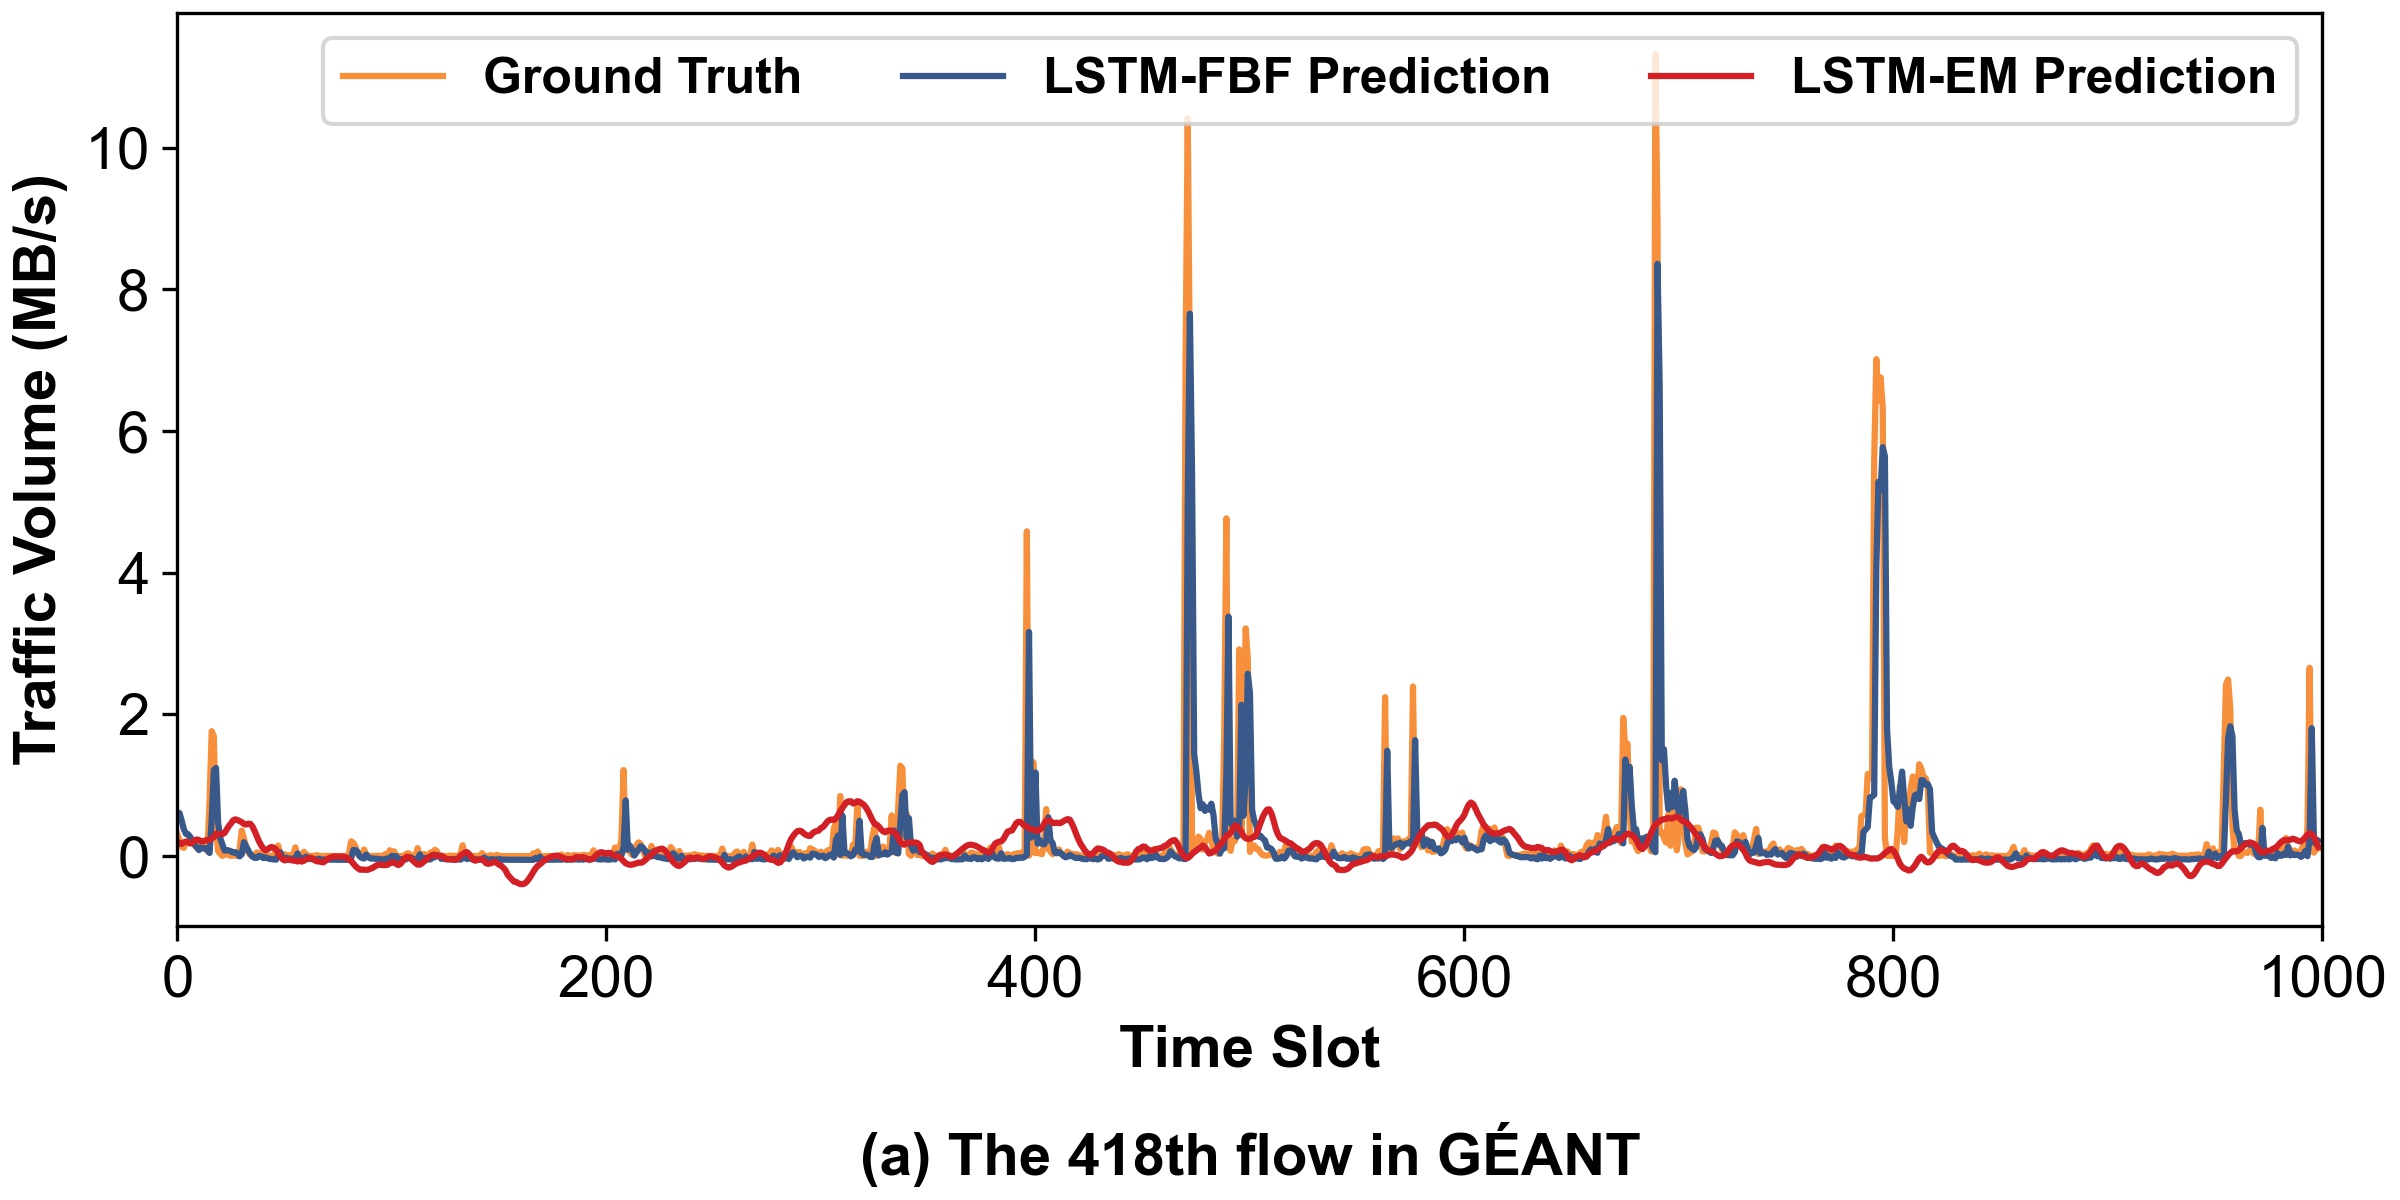 Ground Truth
LSTM-FBF Prediction
LSTM-EM Prediction
Traffic Volume (MB/s)
10
8
6
4
2
0
0
200
400
600
800
1000
Time Slot
(a) The 418th flow in GÉANT